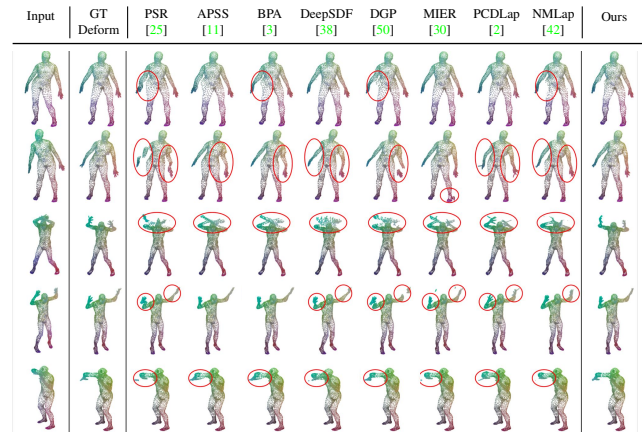 Input GT PSR APSS BPA DeepSDF DGP MIER PCDLap NMLap Ours
Deform [25] [11] [3] [38] [50] [30] [2] [42]